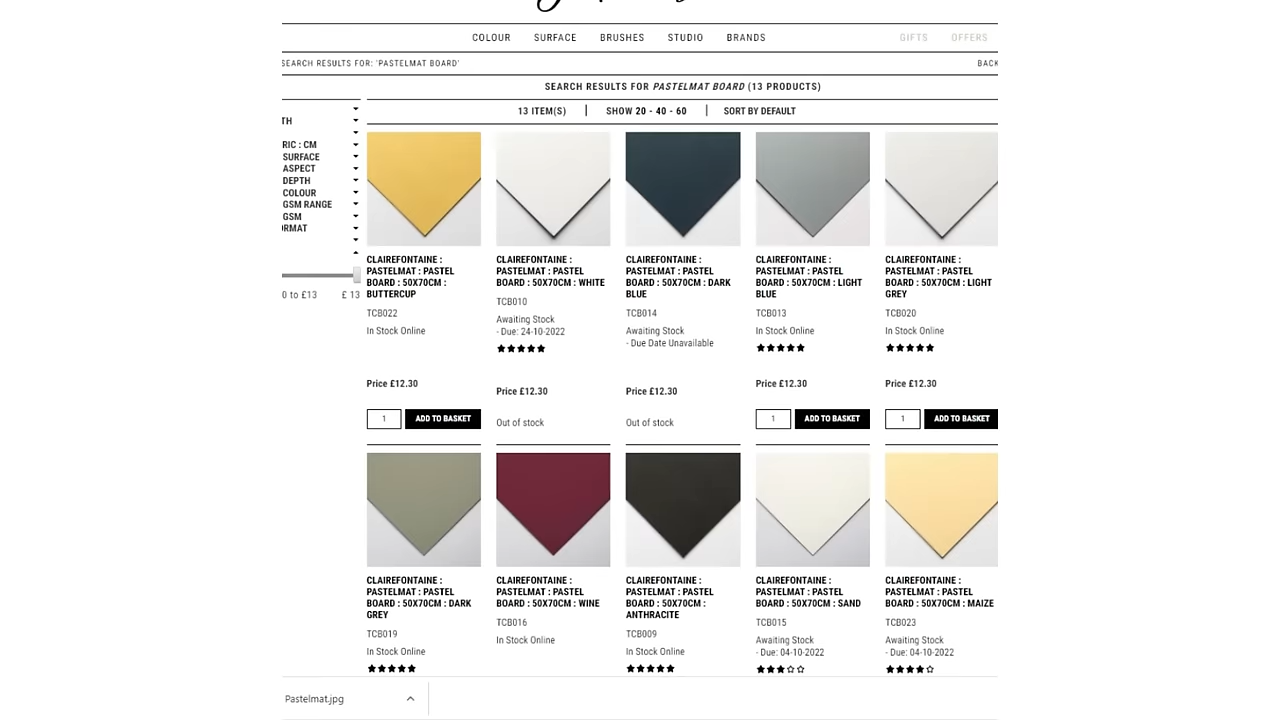 COLOUR SURFACE BRUSHES STUDIO BRANDS GIFTS OFFERS
SEARCH RESULTS FOR: 'PASTELMAT BOARD' BACK
SEARCH RESULTS FOR PASTELMAT BOARD (13 PRODUCTS)
13 ITEM(S) | SHOW 20 - 40 - 60 | SORT BY DEFAULT
TH
RIC : CM
SURFACE
ASPECT
DEPTH
COLOUR
GSM RANGE
GSM
ORMAT
0 to £13 £ 13
CLAIREFONTAINE :
PASTELMAT : PASTEL
BOARD : 50X70CM :
BUTTERCUP
TCB022
In Stock Online
Price £12.30
1 ADD TO BASKET
CLAIREFONTAINE :
PASTELMAT : PASTEL
BOARD : 50X70CM : WHITE
TCB010
Awaiting Stock
- Due: 24-10-2022
Price £12.30
Out of stock
CLAIREFONTAINE :
PASTELMAT : PASTEL
BOARD : 50X70CM : DARK
BLUE
TCB014
Awaiting Stock
- Due Date Unavailable
Price £12.30
Out of stock
CLAIREFONTAINE :
PASTELMAT : PASTEL
BOARD : 50X70CM : LIGHT
BLUE
TCB013
In Stock Online
Price £12.30
1 ADD TO BASKET
CLAIREFONTAINE :
PASTELMAT : PASTEL
BOARD : 50X70CM : LIGHT
GREY
TCB020
In Stock Online
Price £12.30
1 ADD TO BASKET
CLAIREFONTAINE :
PASTELMAT : PASTEL
BOARD : 50X70CM : DARK
GREY
TCB019
In Stock Online
CLAIREFONTAINE :
PASTELMAT : PASTEL
BOARD : 50X70CM : WINE
TCB016
In Stock Online
CLAIREFONTAINE :
PASTELMAT : PASTEL
BOARD : 50X70CM :
ANTHRACITE
TCB009
In Stock Online
CLAIREFONTAINE :
PASTELMAT : PASTEL
BOARD : 50X70CM : SAND
TCB015
Awaiting Stock
- Due: 04-10-2022
CLAIREFONTAINE :
PASTELMAT : PASTEL
BOARD : 50X70CM : MAIZE
TCB023
Awaiting Stock
- Due: 04-10-2022
Pastelmat.jpg